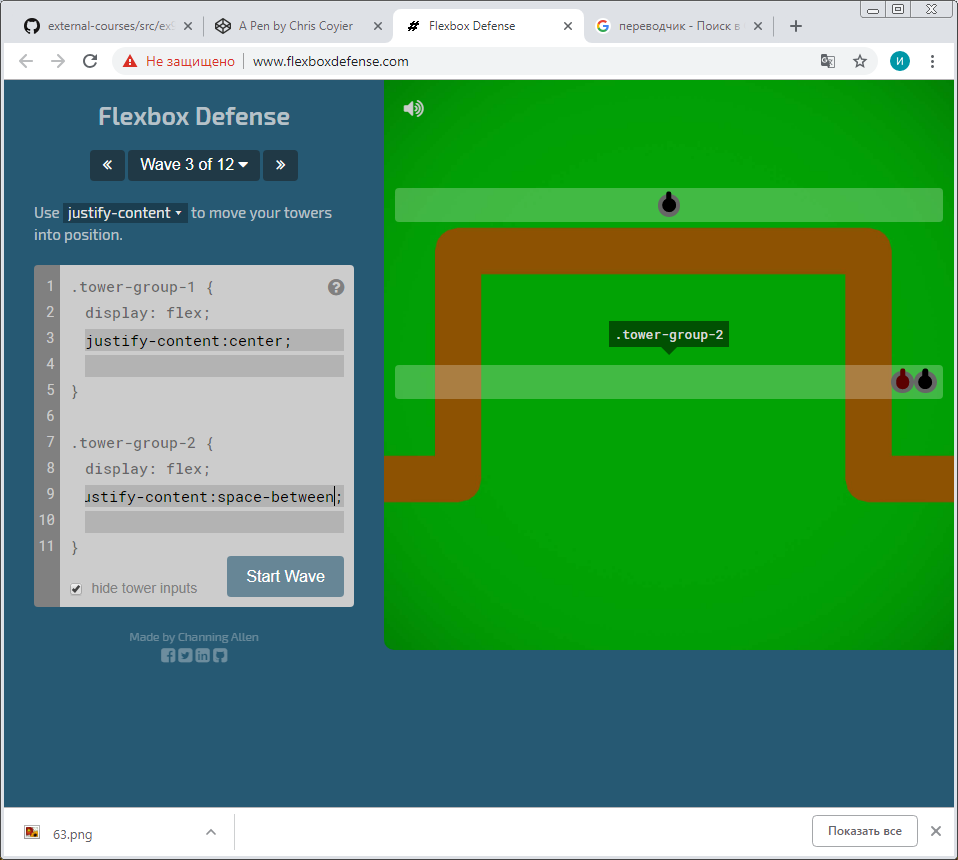 external-courses/src/ex
A Pen by Chris Coyier
Flexbox Defense
переводчик - Поиск в
Не защищено
www.flexboxdefense.com
И
Flexbox Defense
«
Wave 3 of 12
»
Use justify-content to move your towers
into position.
1 .tower-group-1 {
2 display: flex;
3 justify-content:center;
4
5 }
6
7 .tower-group-2 {
8 display: flex;
9 ustify-content:space-between;
10
11 }
?
hide tower inputs
Start Wave
Made by Channing Allen
.tower-group-2
63.png
Показать все